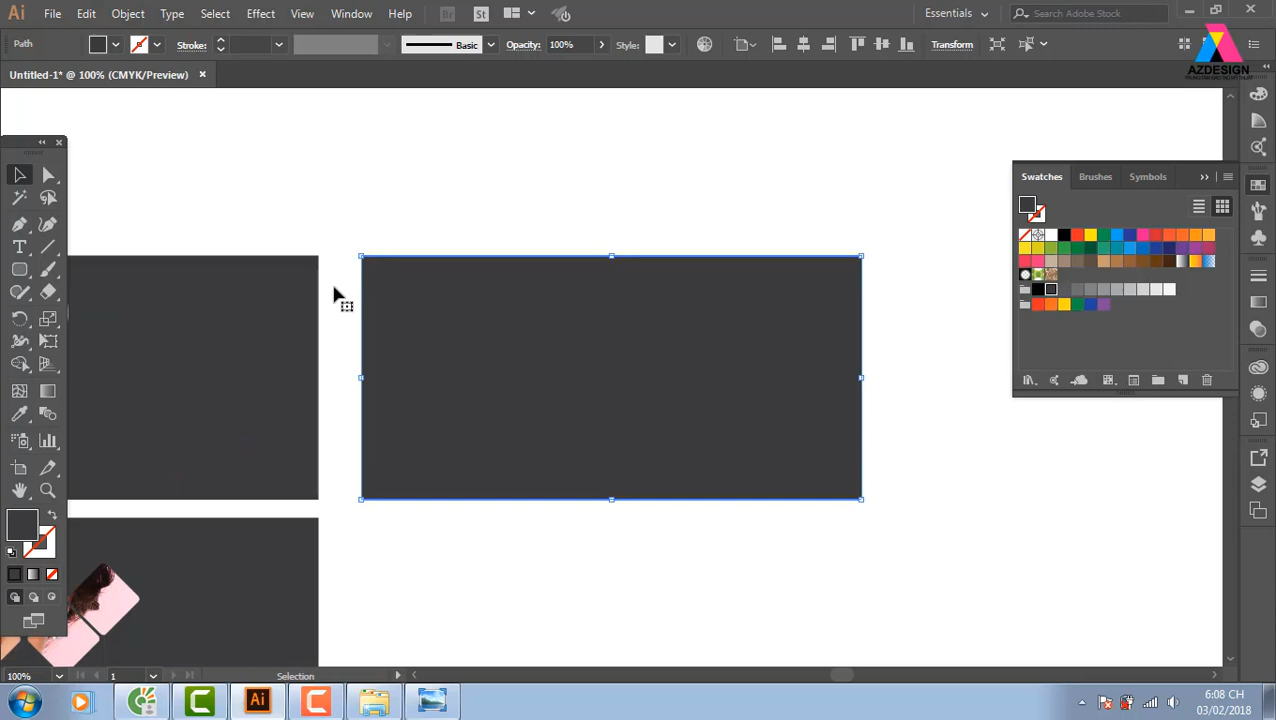 Ai File Edit Object Type Select Effect View Window Help Br St Essentials Search Adobe Stock
Path Stroke: Basic Opacity: 100% Style: Transform
AZDESIGN
Untitled-1* @ 100% (CMYK/Preview)
Swatches Brushes Symbols
100% 1 Selection
Ai 6:08 CH
03/02/2018